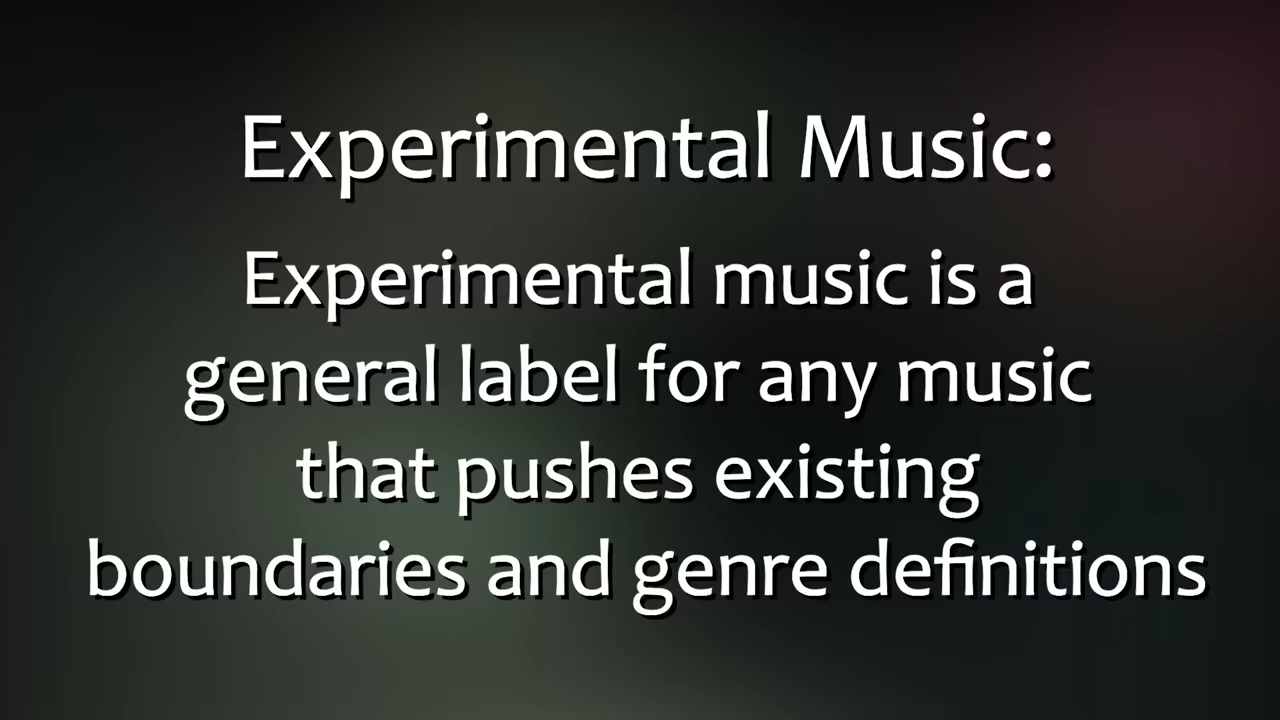 Experimental Music:
Experimental music is a
general label for any music
that pushes existing
boundaries and genre definitions